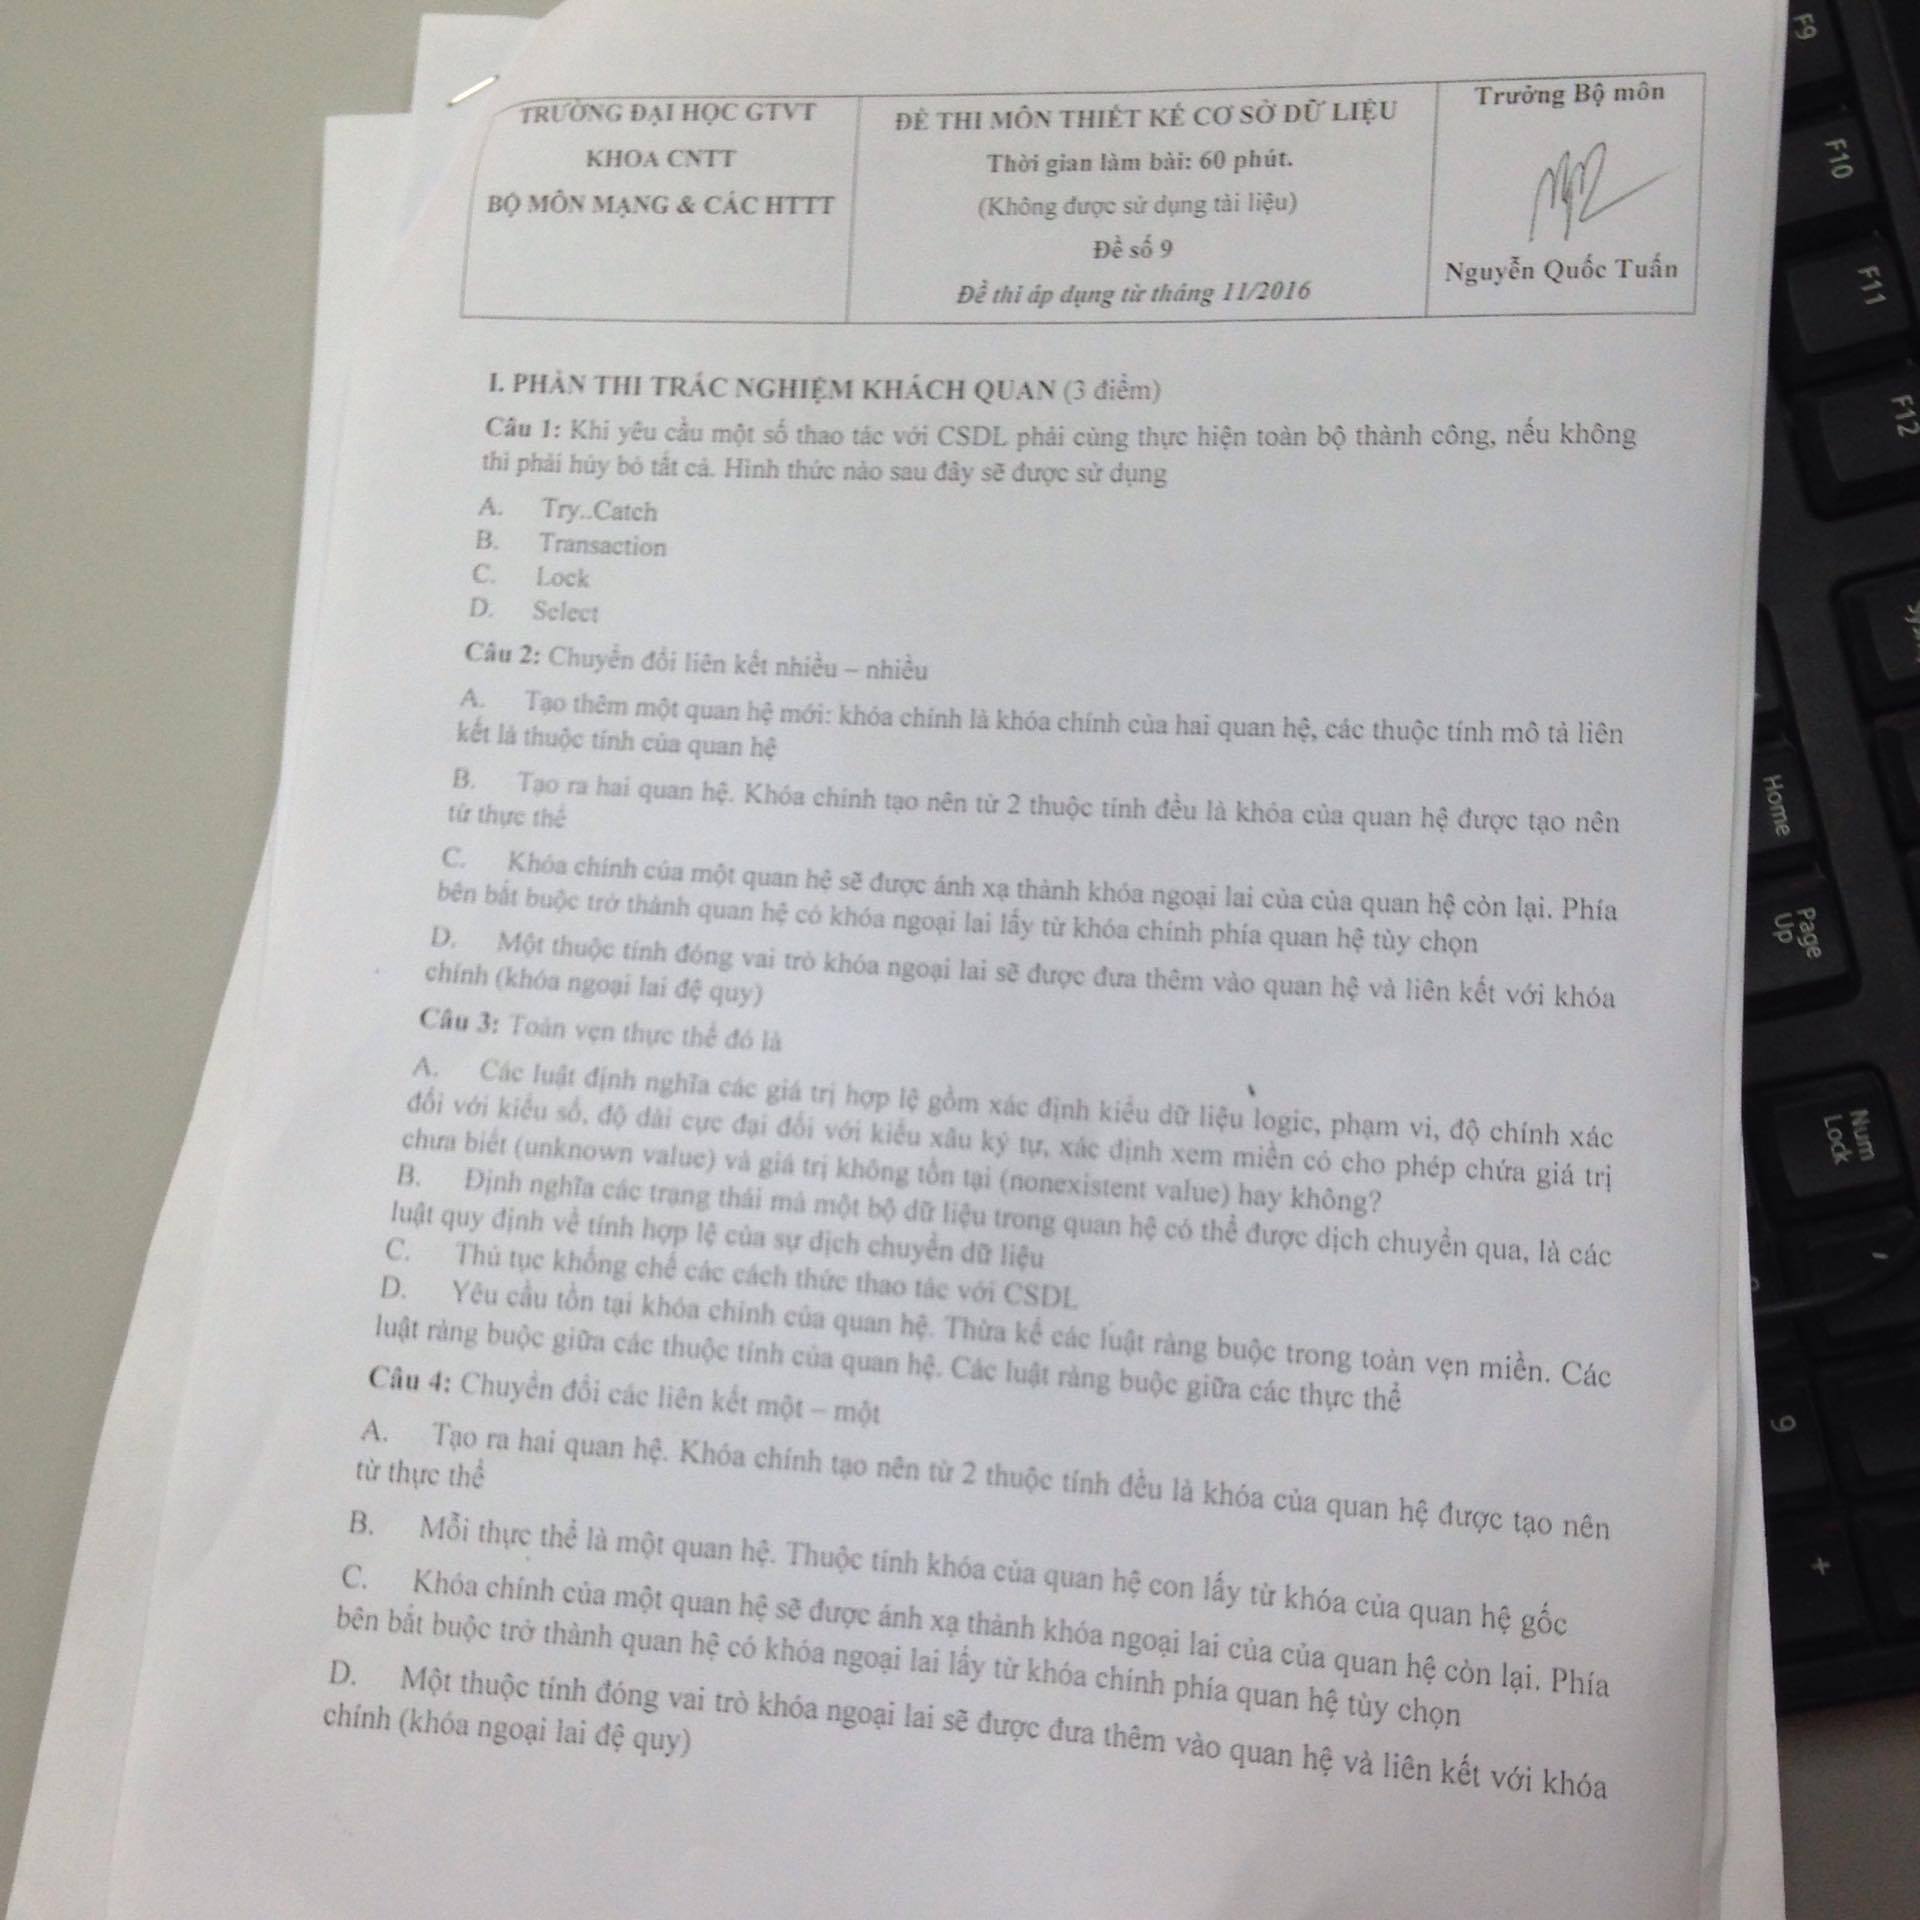 TRƯỜNG ĐẠI HỌC GTVT
KHOA CNTT
BỘ MÔN MẠNG & CÁC HTTT
ĐỀ THI MÔN THIẾT KẾ CƠ SỞ DỮ LIỆU
Thời gian làm bài: 60 phút.
(Không được sử dụng tài liệu)
Đề số 9
Đề thi áp dụng từ tháng 11/2016
Trưởng Bộ môn
Nguyễn Quốc Tuấn
I. PHẦN THI TRẮC NGHIỆM KHÁCH QUAN (3 điểm)
Câu 1: Khi yêu cầu một số thao tác với CSDL phải cùng thực hiện toàn bộ thành công, nếu không
thì phải hủy bỏ tất cả. Hình thức nào sau đây sẽ được sử dụng
A. Try..Catch
B. Transaction
C. Lock
D. Select
Câu 2: Chuyển đổi liên kết nhiều – nhiều
A. Tạo thêm một quan hệ mới: khóa chính là khóa chính của hai quan hệ, các thuộc tính mô tả liên
kết là thuộc tính của quan hệ
B. Tạo ra hai quan hệ. Khóa chính tạo nên từ 2 thuộc tính đều là khóa của quan hệ được tạo nên
từ thực thể
C. Khóa chính của một quan hệ sẽ được ánh xạ thành khóa ngoại lai của của quan hệ còn lại. Phía
bên bắt buộc trở thành quan hệ có khóa ngoại lai lấy từ khóa chính phía quan hệ tùy chọn
D. Một thuộc tính đóng vai trò khóa ngoại lai sẽ được đưa thêm vào quan hệ và liên kết với khóa
chính (khóa ngoại lai đệ quy)
Câu 3: Toàn vẹn thực thể đó là
A. Các luật định nghĩa các giá trị hợp lệ gồm xác định kiểu dữ liệu logic, phạm vi, độ chính xác
đối với kiểu số, độ dài cực đại đối với kiểu xâu ký tự, xác định xem miền có cho phép chứa giá trị
chưa biết (unknown value) và giá trị không tồn tại (nonexistent value) hay không?
B. Định nghĩa các trạng thái mà một bộ dữ liệu trong quan hệ có thể được dịch chuyển qua, là các
luật quy định về tính hợp lệ của sự dịch chuyển dữ liệu
C. Thủ tục khống chế các cách thức thao tác với CSDL
D. Yêu cầu tồn tại khóa chính của quan hệ. Thừa kế các luật ràng buộc trong toàn vẹn miền. Các
luật ràng buộc giữa các thuộc tính của quan hệ. Các luật ràng buộc giữa các thực thể
Câu 4: Chuyển đổi các liên kết một – một
A. Tạo ra hai quan hệ. Khóa chính tạo nên từ 2 thuộc tính đều là khóa của quan hệ được tạo nên
từ thực thể
B. Mỗi thực thể là một quan hệ. Thuộc tính khóa của quan hệ con lấy từ khóa của quan hệ gốc
C. Khóa chính của một quan hệ sẽ được ánh xạ thành khóa ngoại lai của của quan hệ còn lại. Phía
bên bắt buộc trở thành quan hệ có khóa ngoại lai lấy từ khóa chính phía quan hệ tùy chọn
D. Một thuộc tính đóng vai trò khóa ngoại lai sẽ được đưa thêm vào quan hệ và liên kết với khóa
chính (khóa ngoại lai đệ quy)
F9
F10
F11
F12
Home
Page
Up
Num
Lock
9
+